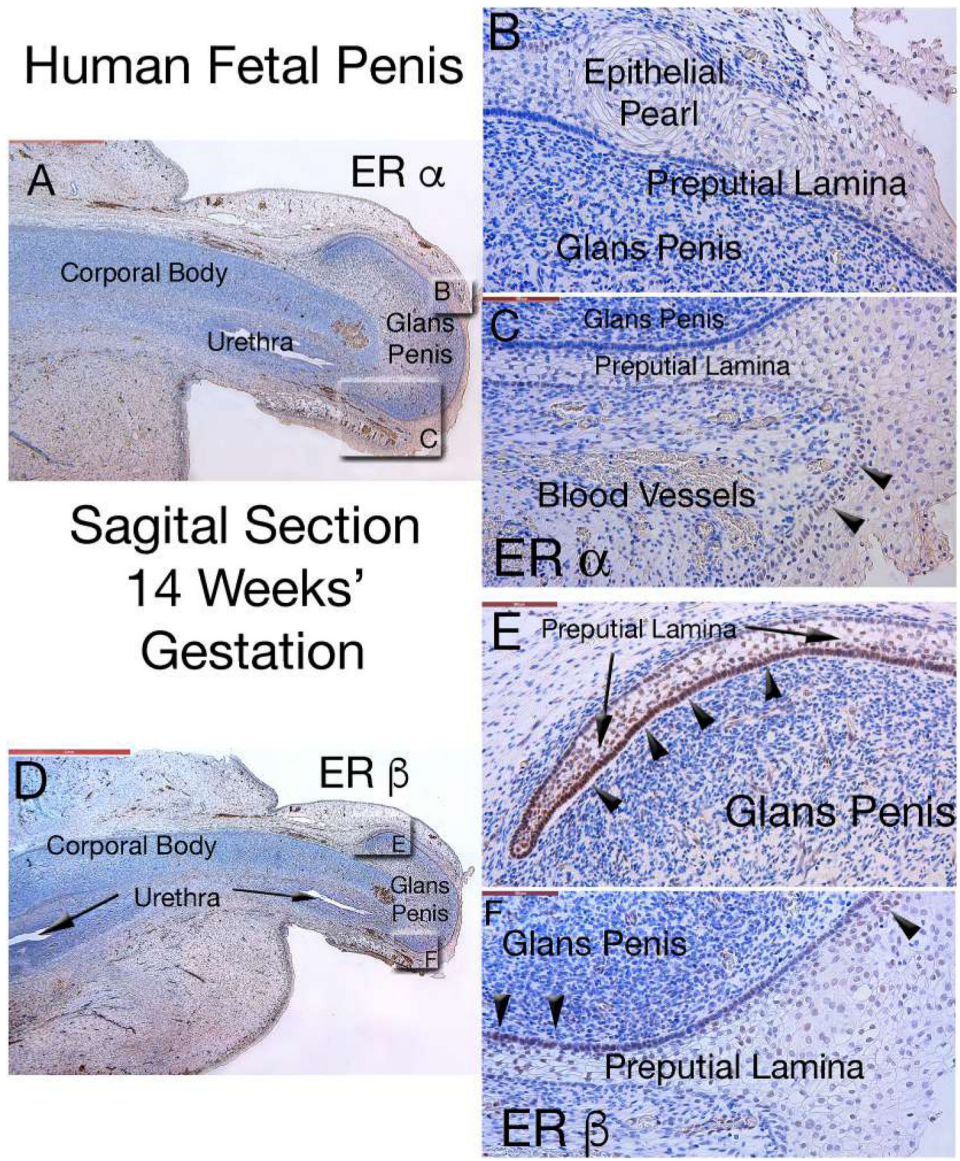 Human Fetal Penis
A
ER α
Corporal Body
B
Urethra
Glans
Penis
C
Sagital Section
14 Weeks’
Gestation
D
ER β
Corporal Body
E
Urethra
Glans
Penis
F
B
Epithelial
Pearl
Preputial Lamina
Glans Penis
C
Glans Penis
Preputial Lamina
Blood Vessels
ER α
E
Preputial Lamina
Glans Penis
F
Glans Penis
Preputial Lamina
ER β